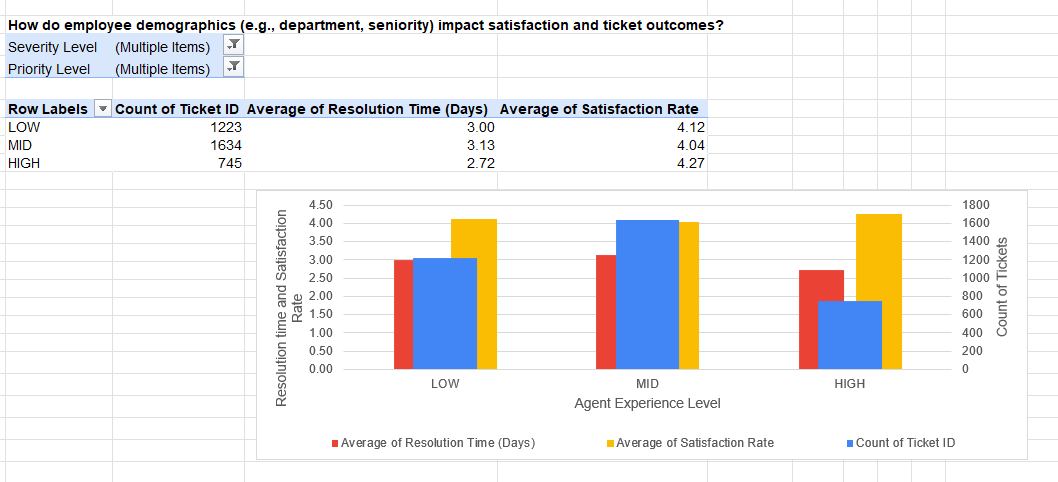 How do employee demographics (e.g., department, seniority) impact satisfaction and ticket outcomes?
Severity Level (Multiple Items)
Priority Level (Multiple Items)
Row Labels Count of Ticket ID Average of Resolution Time (Days) Average of Satisfaction Rate
LOW 1223 3.00 4.12
MID 1634 3.13 4.04
HIGH 745 2.72 4.27
Resolution time and Satisfaction
Rate
4.50
4.00
3.50
3.00
2.50
2.00
1.50
1.00
0.50
0.00
1800
1600
1400
1200
1000
800
600
400
200
0
Count of Tickets
LOW MID HIGH
Agent Experience Level
Average of Resolution Time (Days) Average of Satisfaction Rate Count of Ticket ID